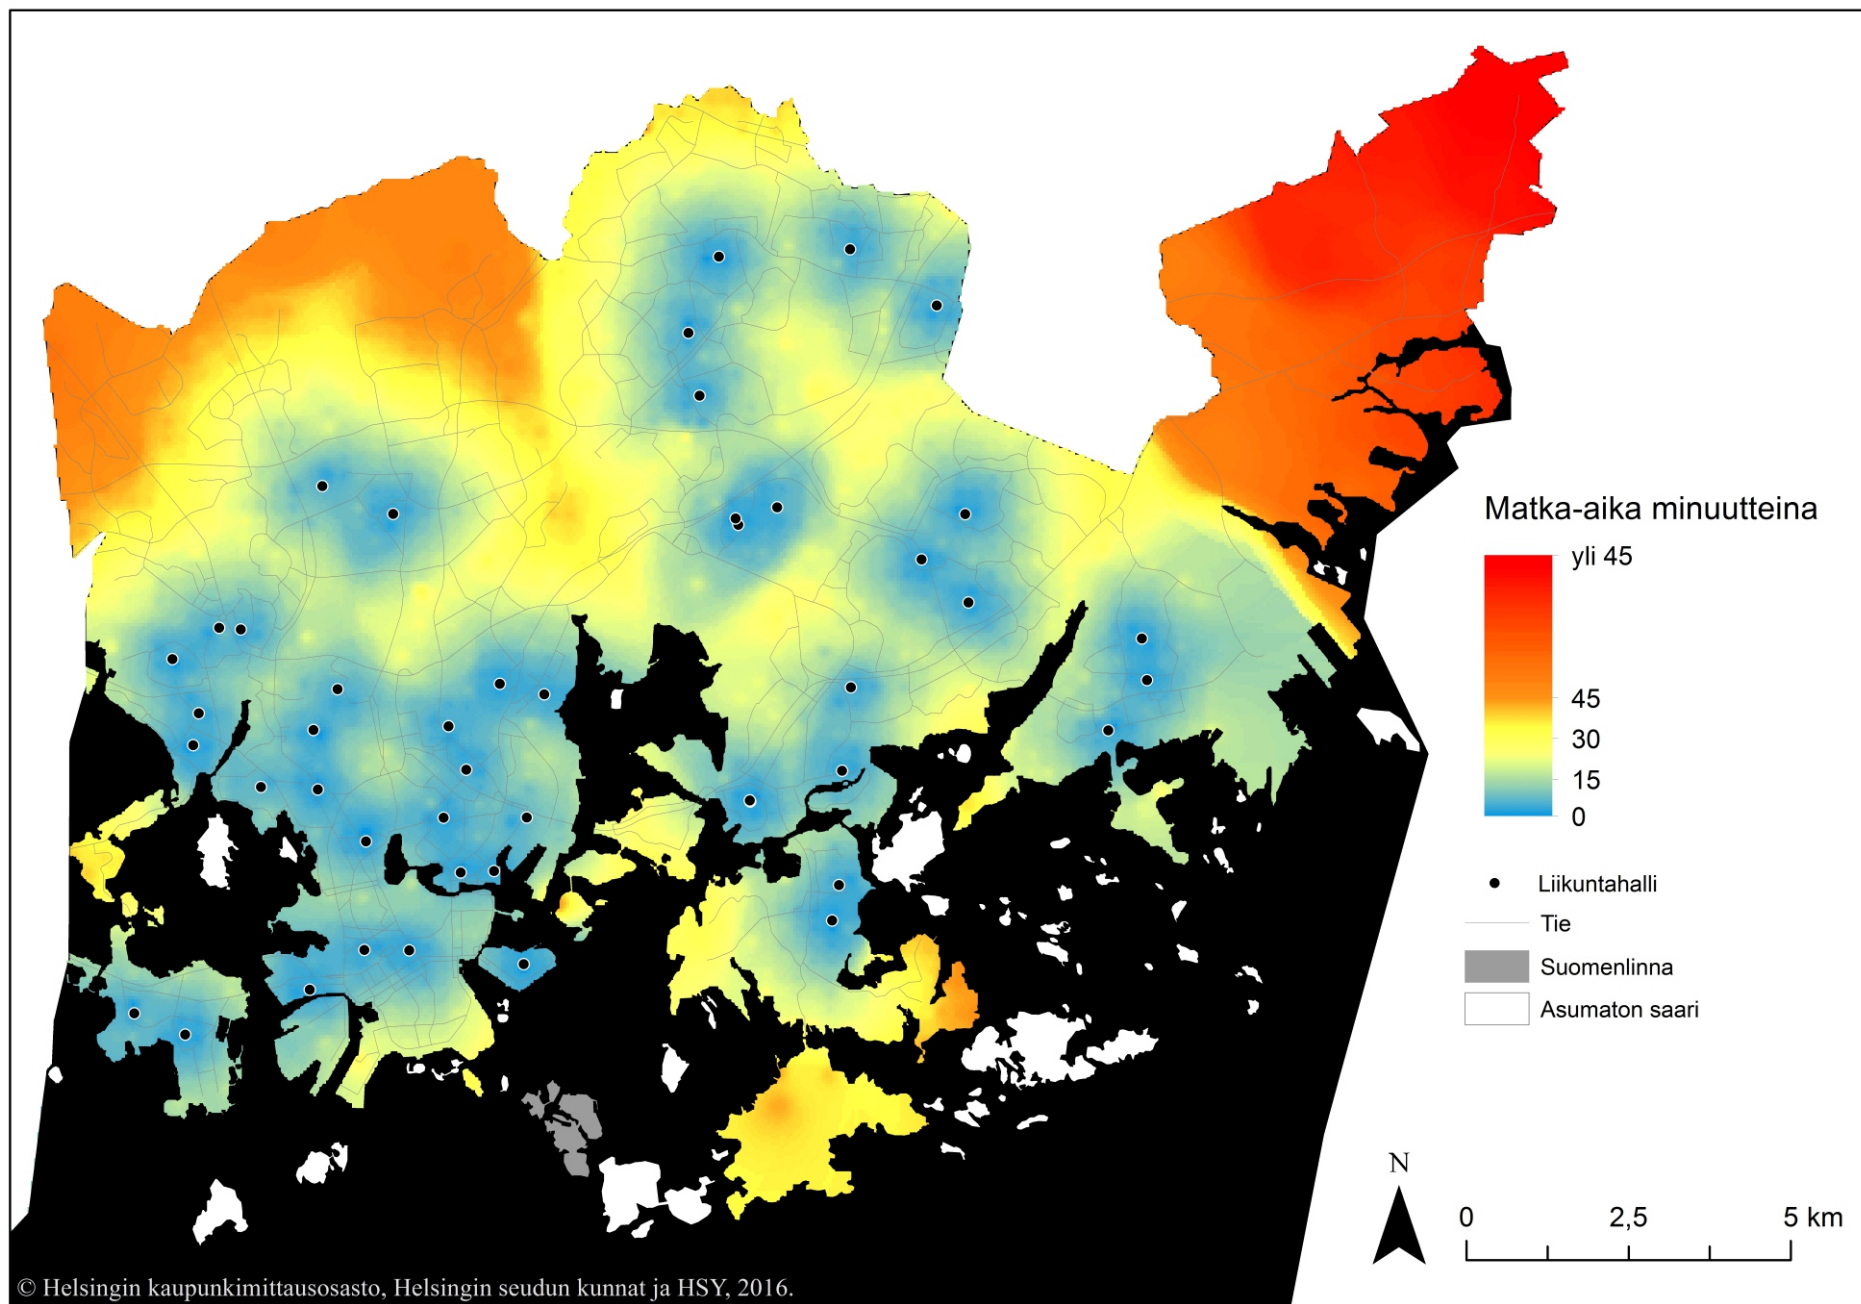 Matka-aika minuutteina
yli 45
45
30
15
0
Liikuntahalli
Tie
Suomenlinna
Asumaton saari
N
0 2,5 5 km
© Helsingin kaupunkimittausosasto, Helsingin seudun kunnat ja HSY, 2016.